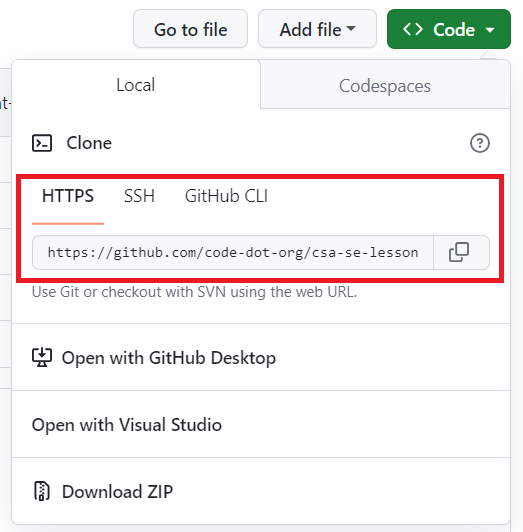 Go to file Add file Code
Local Codespaces
Clone
HTTPS SSH GitHub CLI
https://github.com/code-dot-org/csa-se-lesson
Use Git or checkout with SVN using the web URL.
Open with GitHub Desktop
Open with Visual Studio
Download ZIP